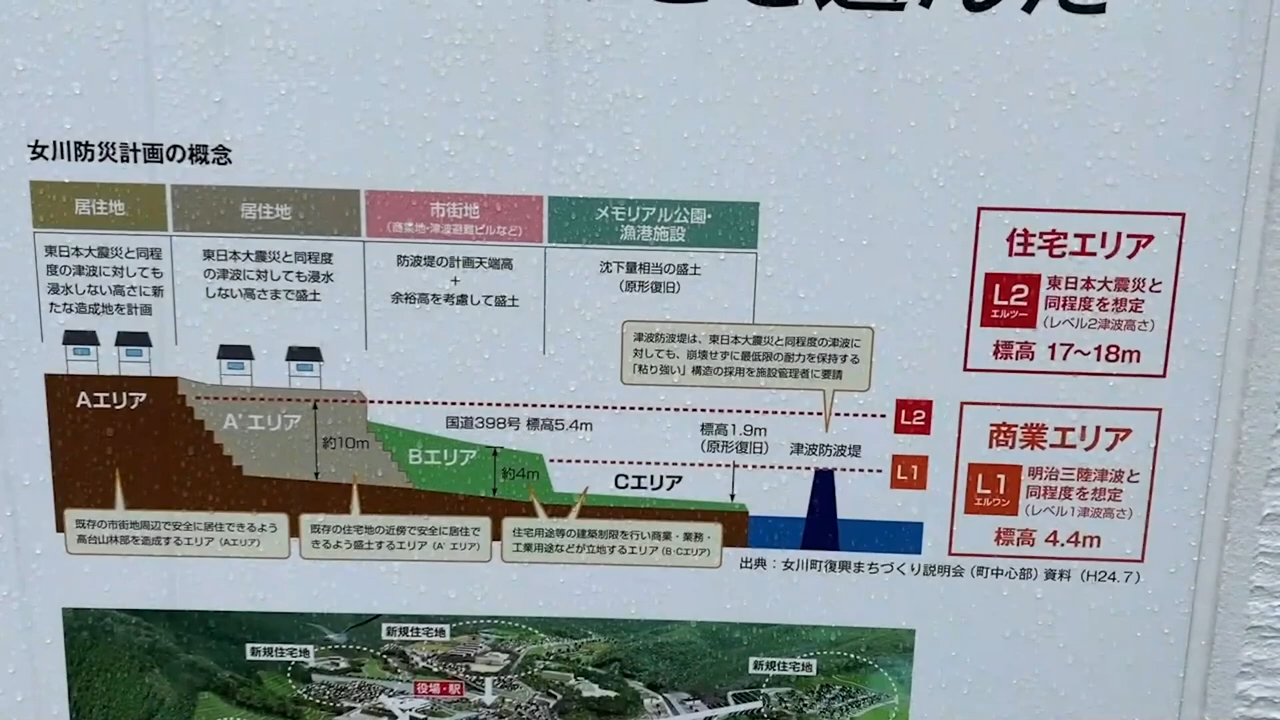 女川防災計画の概念
居住地
居住地
市街地
(商業地・津波避難ビルなど)
メモリアル公園・
漁港施設
東日本大震災と同程
度の津波に対しても
浸水しない高さに新
たな造成地を計画
東日本大震災と同程度
の津波に対しても浸水
しない高さまで盛土
防波堤の計画天端高
+
余裕高を考慮して盛土
沈下量相当の盛土
(原形復旧)
津波防波堤は、東日本大震災と同程度の津波に
対しても、崩壊せずに最低限の耐力を保持する
「粘り強い」構造の採用を施設管理者に要請
Aエリア
A'エリア
約10m
国道398号 標高5.4m
Bエリア
約4m
Cエリア
標高1.9m
(原形復旧)
津波防波堤
L2
L1
既存の市街地周辺で安全に居住できるよう
高台山林部を造成するエリア(Aエリア)
既存の住宅地の近傍で安全に居住で
きるよう盛土するエリア(A' エリア)
住宅用途等の建築制限を行い商業・業務・
工業用途などが立地するエリア(B・Cエリア)
出典:女川町復興まちづくり説明会(町中心部)資料(H24.7)
住宅エリア
L2
エルツー
東日本大震災と
同程度を想定
(レベル2津波高さ)
標高 17〜18m
商業エリア
L1
エルワン
明治三陸津波と
同程度を想定
(レベル1津波高さ)
標高 4.4m
新規住宅地
新規住宅地
新規住宅地
役場・駅